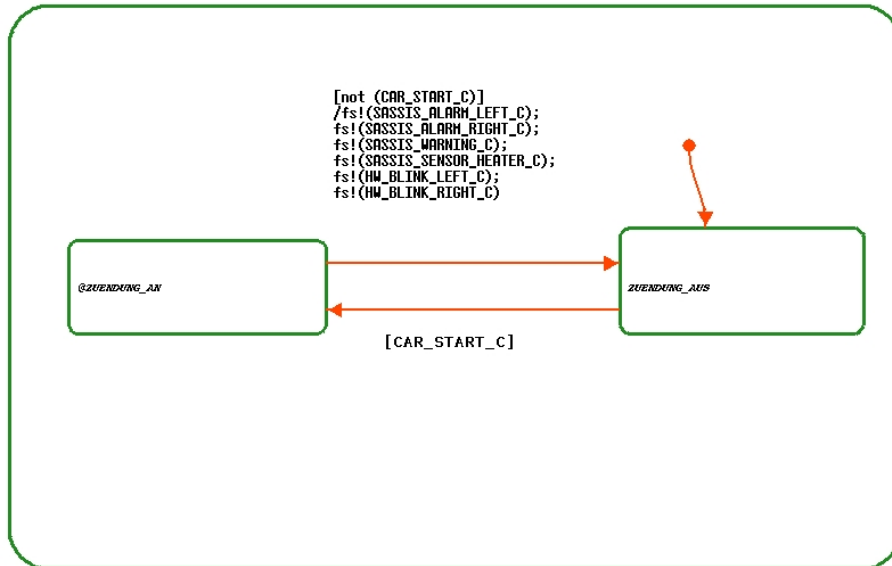 [not (CAR_START_C)]
/fs!(SASSIS_ALARM_LEFT_C);
fs!(SASSIS_ALARM_RIGHT_C);
fs!(SASSIS_WARNING_C);
fs!(SASSIS_SENSOR_HEATER_C);
fs!(HW_BLINK_LEFT_C);
fs!(HW_BLINK_RIGHT_C)
@ZUENDUNG_AN
ZUENDUNG_AUS
[CAR_START_C]